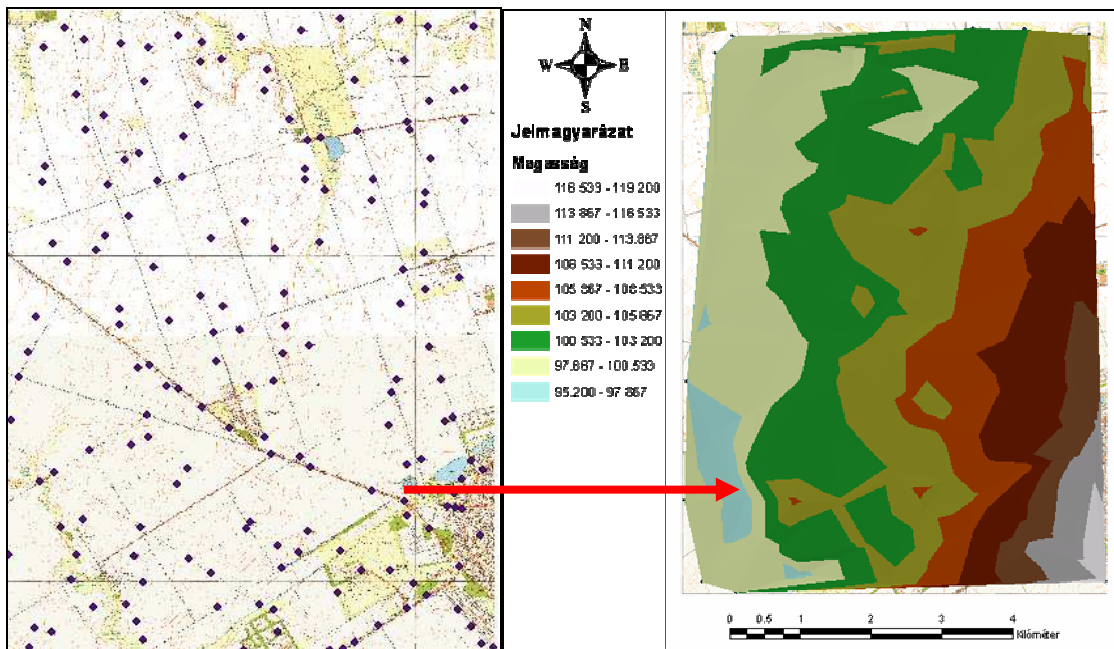 N
W E
S
Jelmagyarázat
Magasság
116 533 - 119 200
113 867 - 116 533
111 200 - 113.867
108 533 - 111 200
105 867 - 108 533
103 200 - 105 867
100 533 - 103 200
97.867 - 100.533
95.200 - 97 867
0 0.5 1 2 3 4
Kilóméter